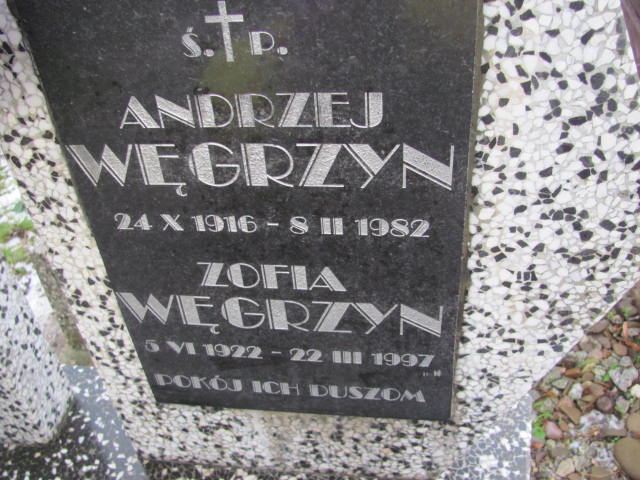 Ś. P.
ANDRZEJ
WĘGRZYN
24 X 1916 - 8 II 1982
ZOFIA
WĘGRZYN
5 VI 1922 - 22 III 1997
POKÓJ ICH DUSZOM